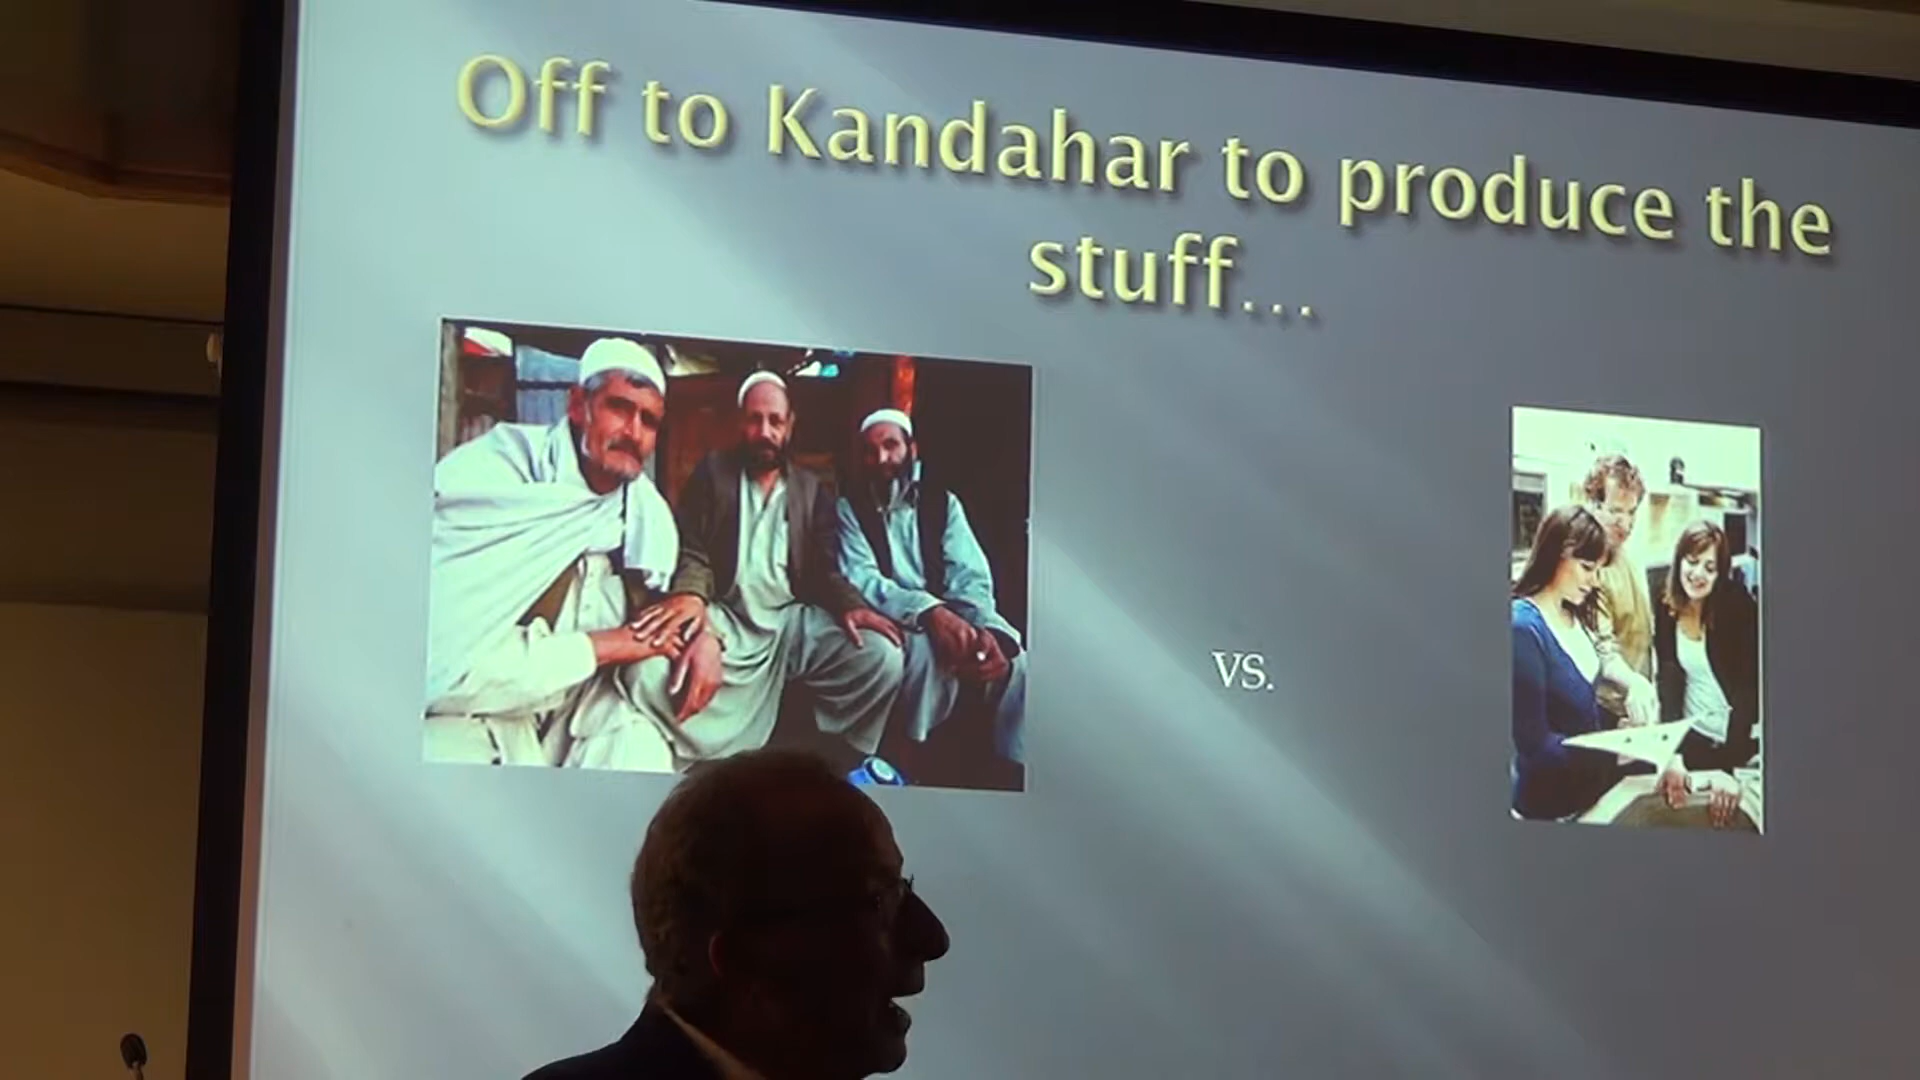 Off to Kandahar to produce the
stuff...
vs.